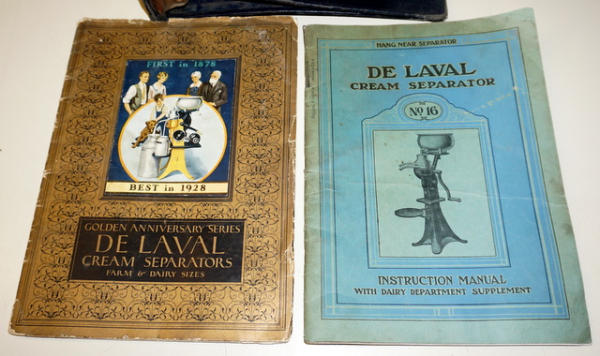 FIRST in 1878
BEST in 1928
GOLDEN ANNIVERSARY SERIES
DE LAVAL
CREAM SEPARATORS
FARM & DAIRY SIZES
HANG NEAR SEPARATOR
DE LAVAL
CREAM SEPARATOR
No 16
INSTRUCTION MANUAL
WITH DAIRY DEPARTMENT SUPPLEMENT